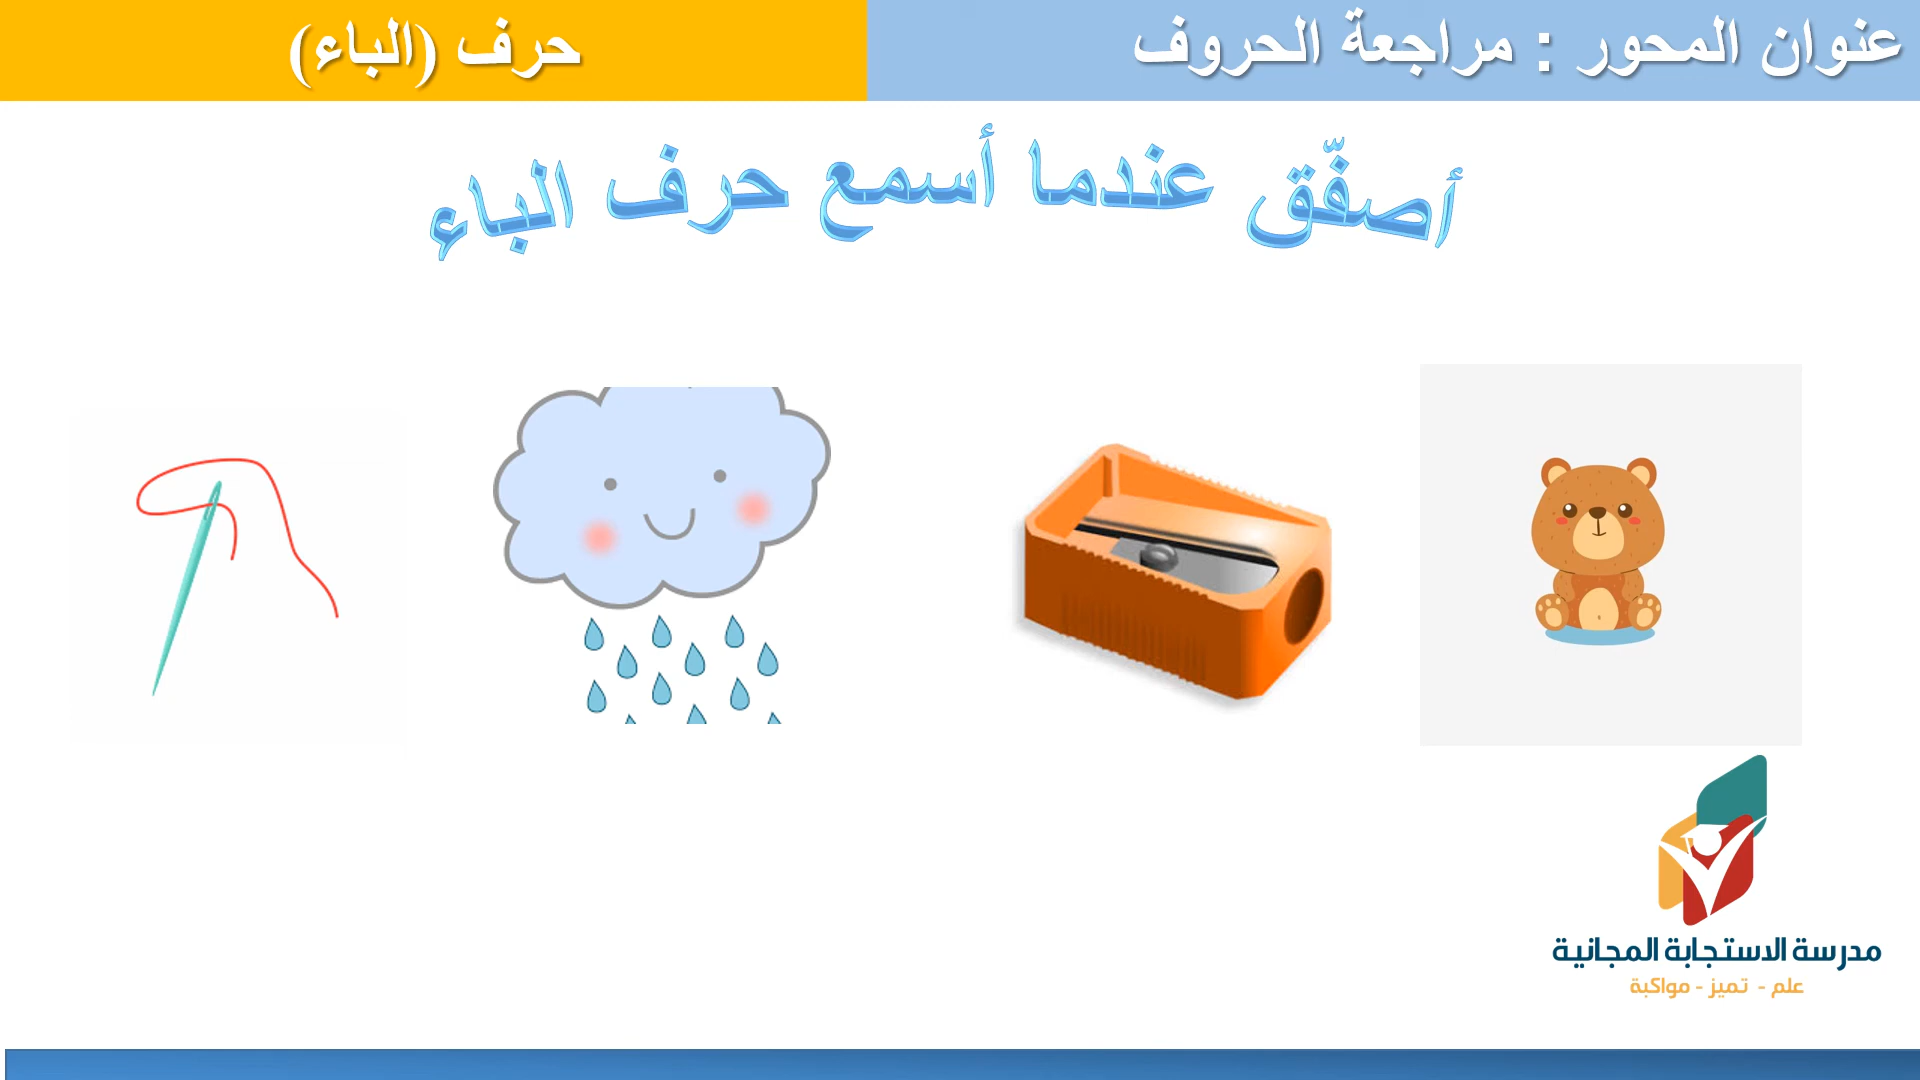 عنوان المحور : مراجعة الحروف
حرف (الباء)
أصفّق عندما أسمع حرف الباء
مدرسة الاستجابة المجانية
علم - تميز - مواكبة